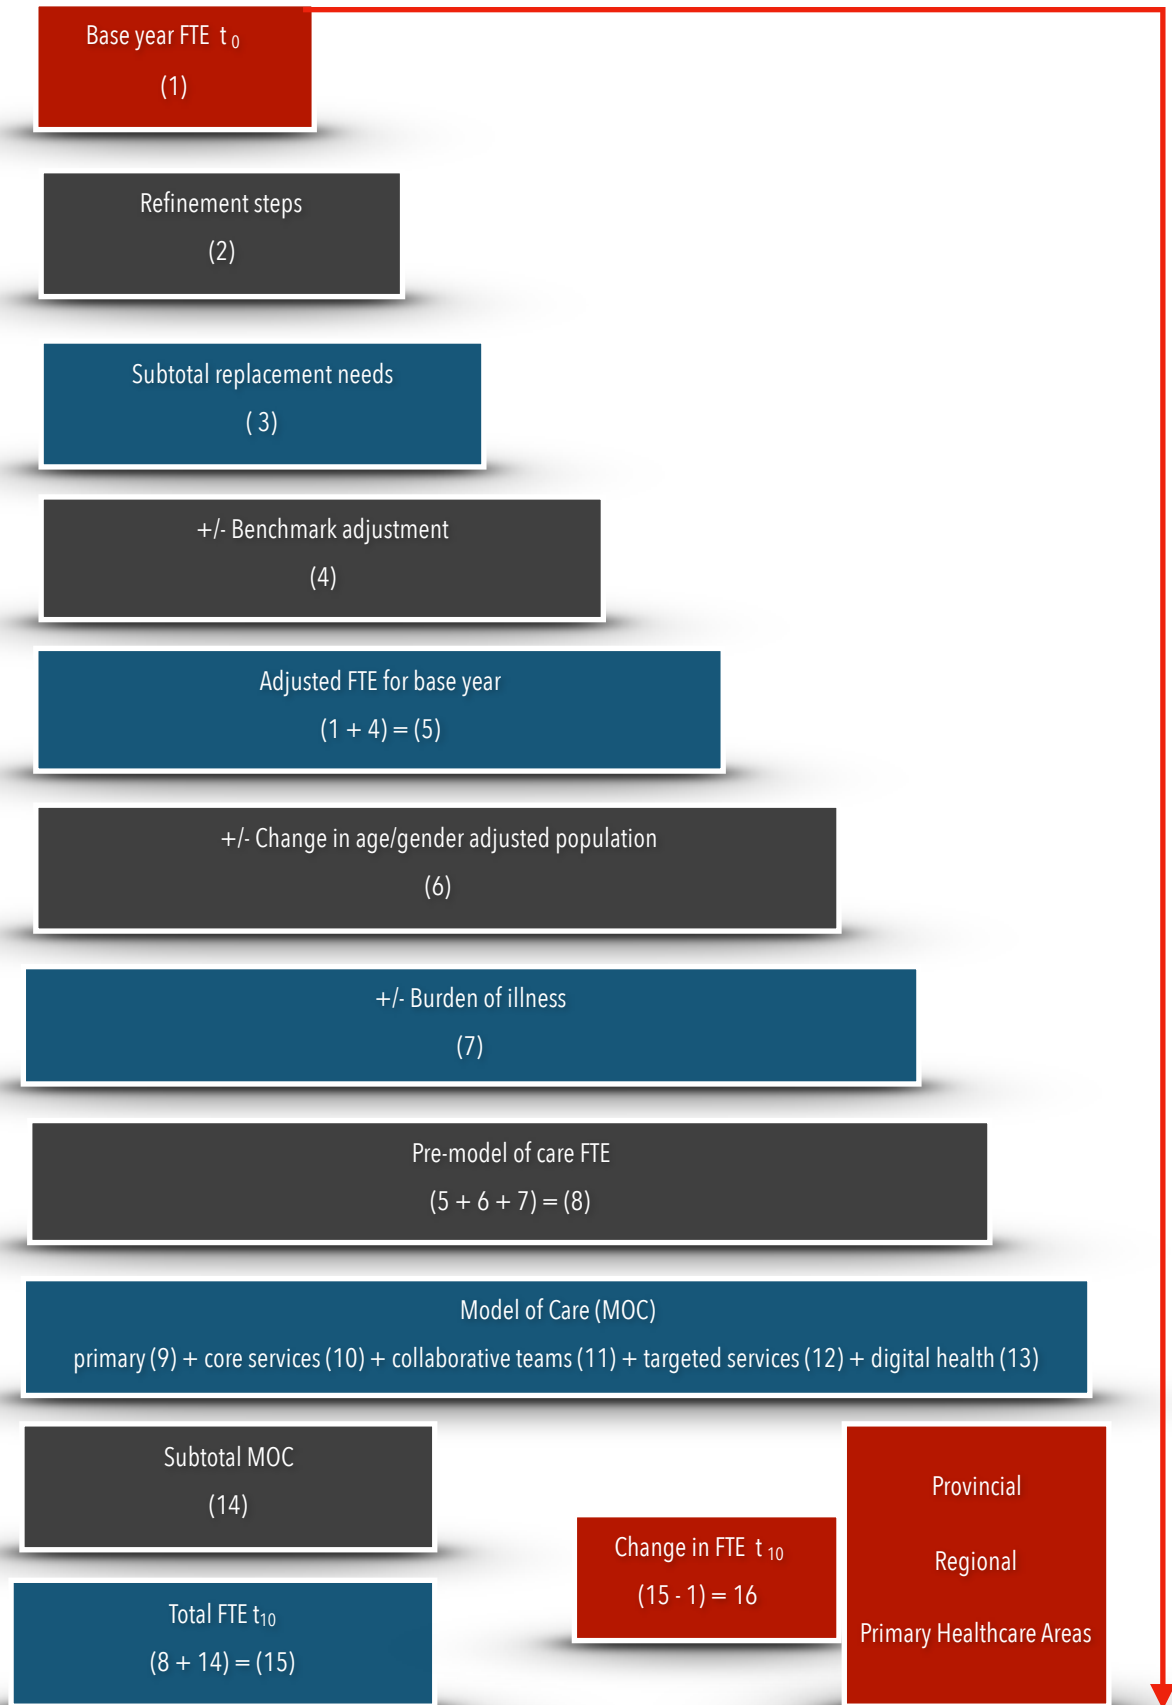 Base year FTE t 0
(1)
Refinement steps
(2)
Subtotal replacement needs
( 3)
+/- Benchmark adjustment
(4)
Adjusted FTE for base year
(1 + 4) = (5)
+/- Change in age/gender adjusted population
(6)
+/- Burden of illness
(7)
Pre-model of care FTE
(5 + 6 + 7) = (8)
Model of Care (MOC)
primary (9) + core services (10) + collaborative teams (11) + targeted services (12) + digital health (13)
Subtotal MOC
(14)
Total FTE t10
(8 + 14) = (15)
Change in FTE t 10
(15 - 1) = 16
Provincial
Regional
Primary Healthcare Areas